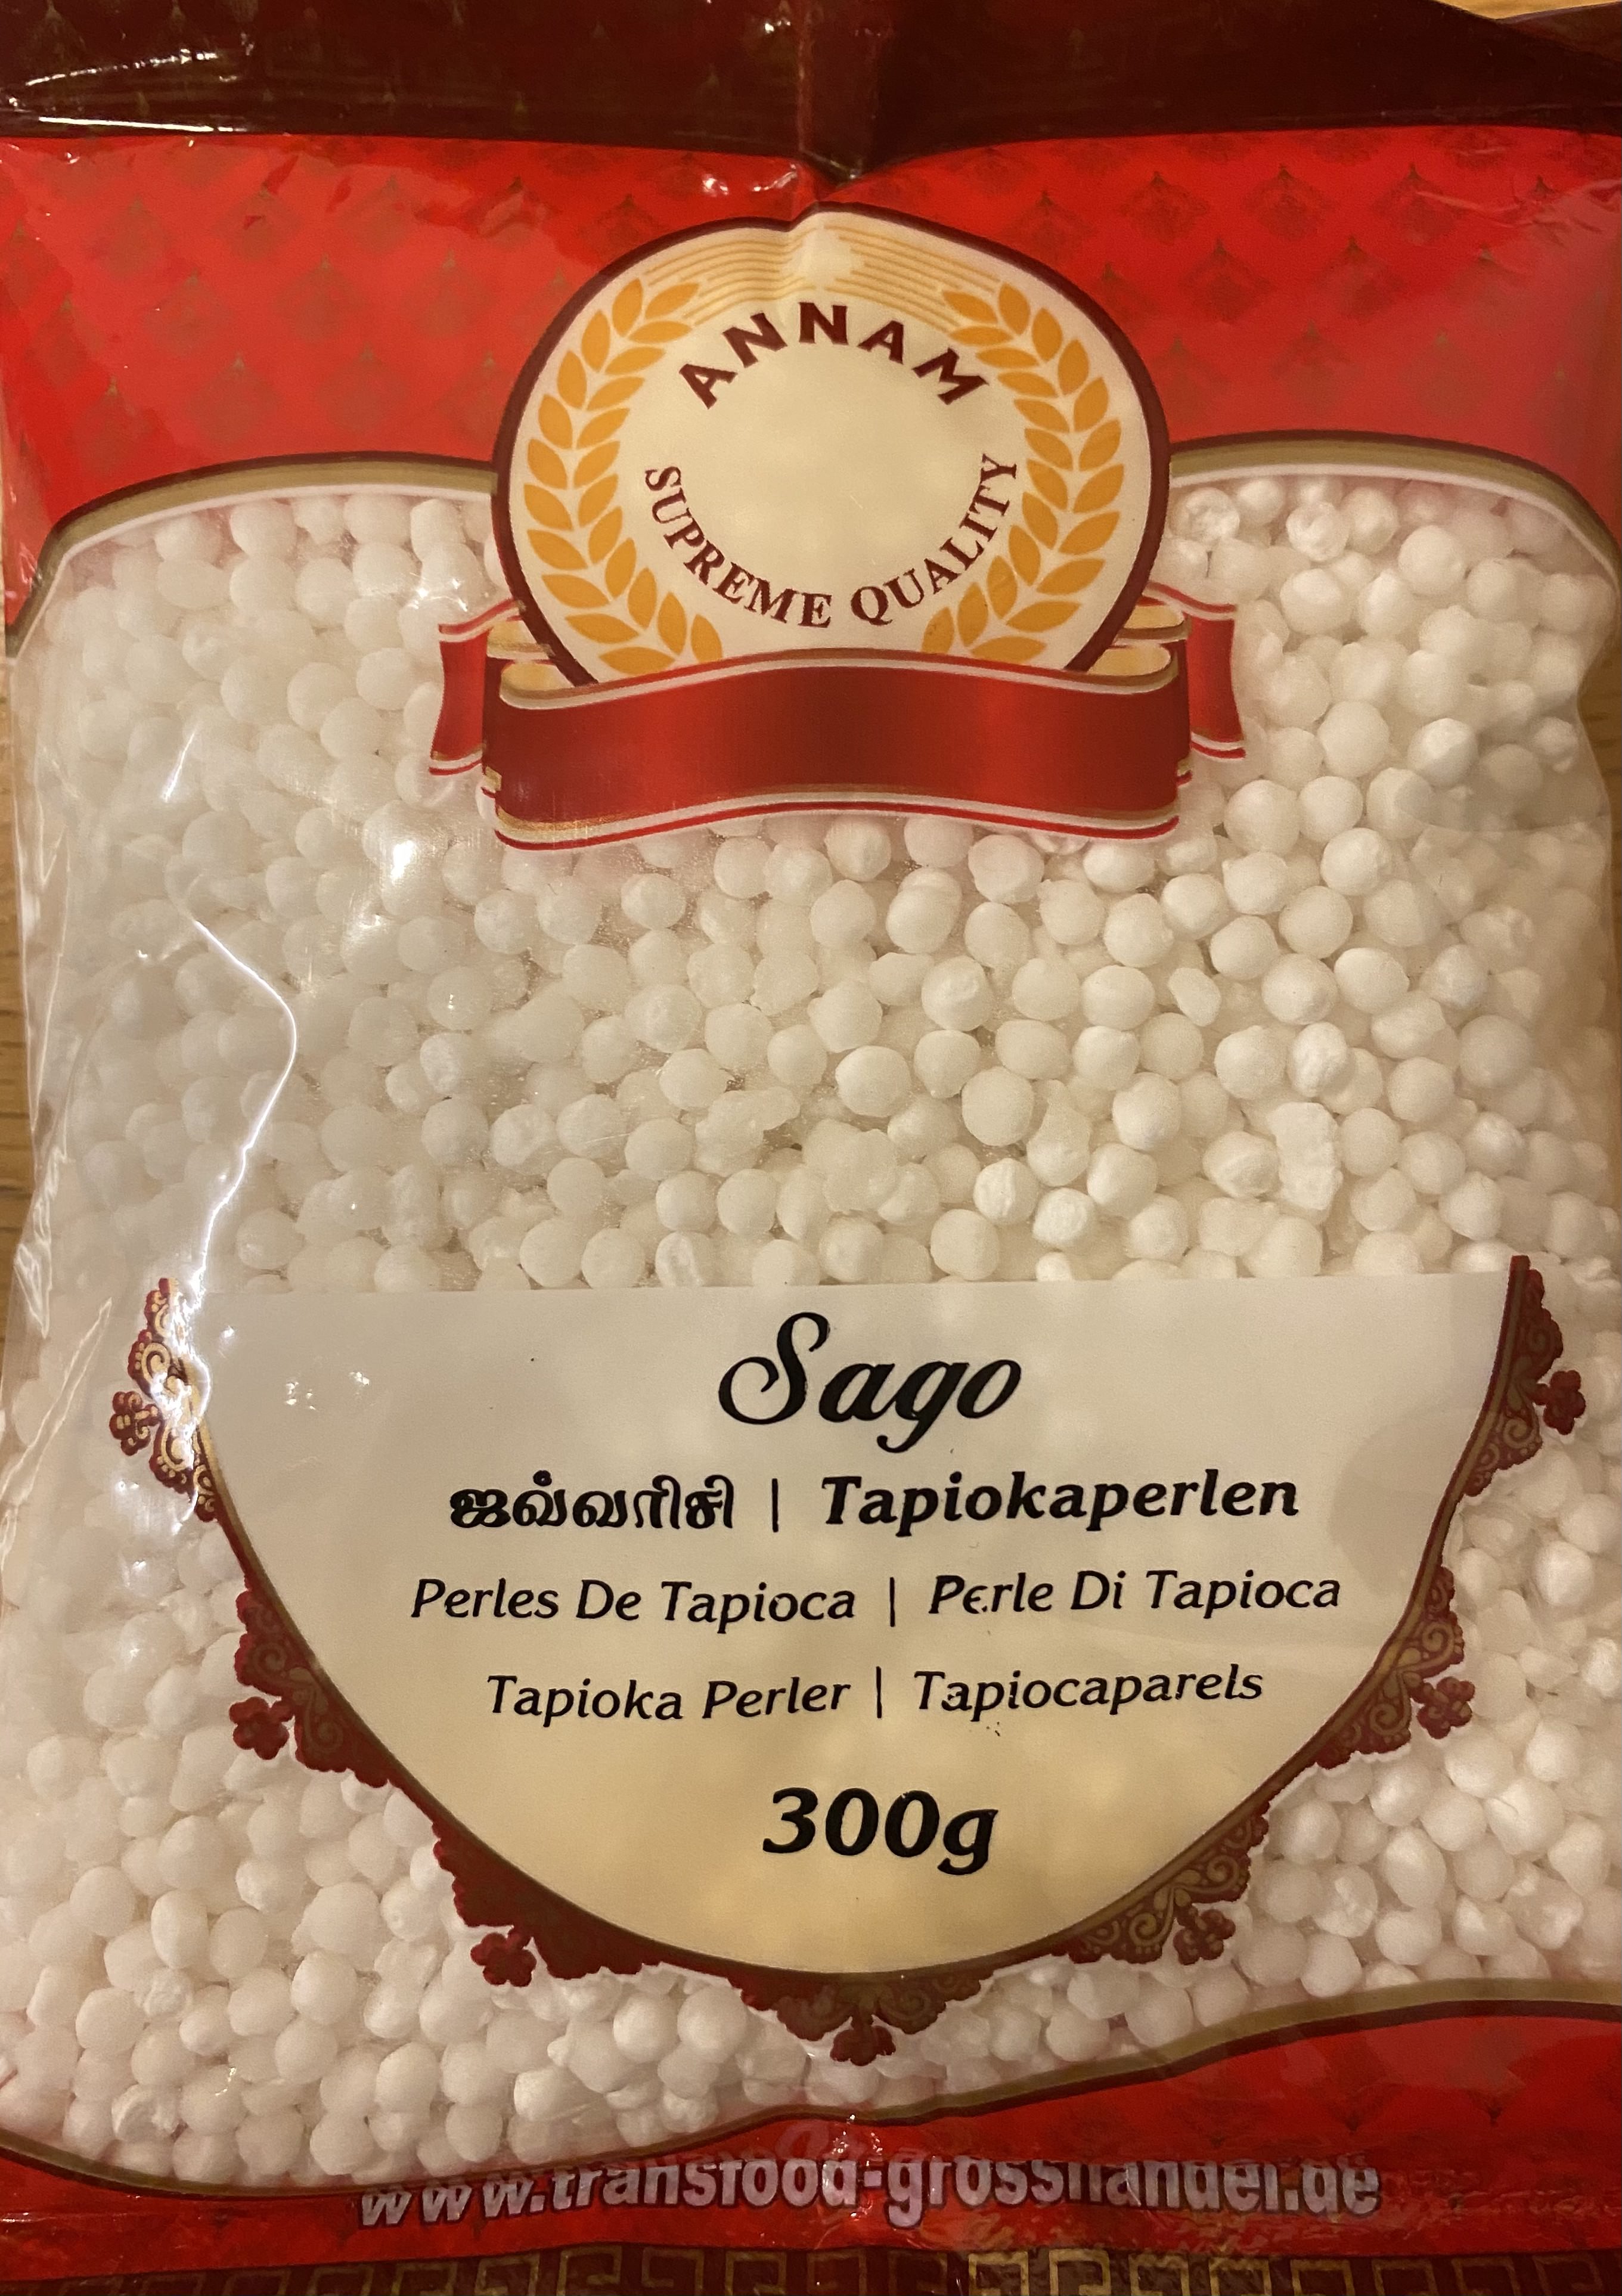 ANNAM
SUPREME QUALITY
Sago
ஜவ்வரிசி | Tapiokaperlen
Perles De Tapioca | Perle Di Tapioca
Tapioka Perler | Tapiocaparels
300g
www.transfood-grosshandel.de